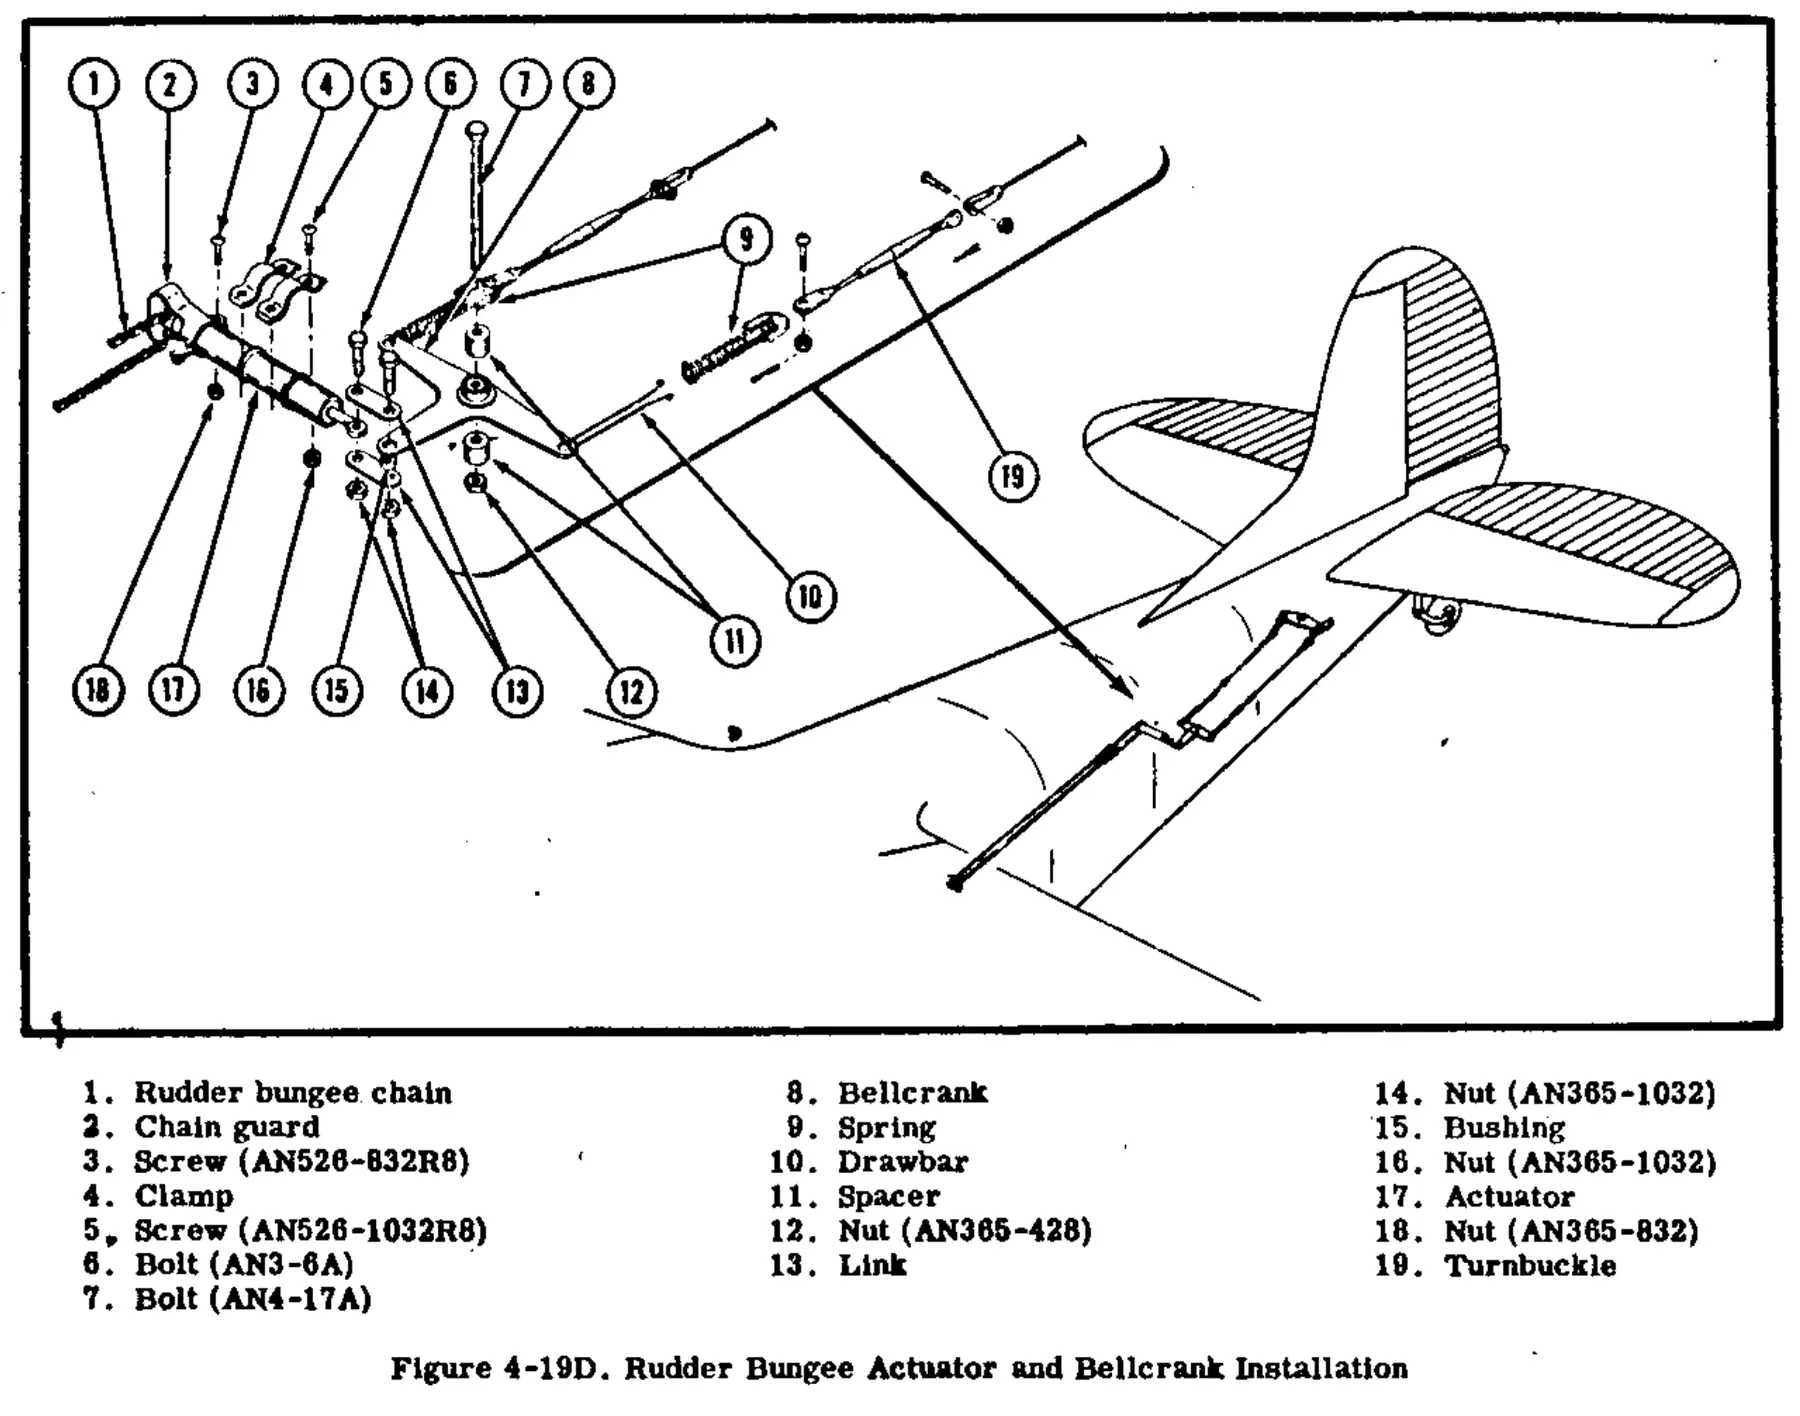 1 2 3 4 5 6 7 8
9
19
10
11
18 17 16 15 14 13 12
1. Rudder bungee chain
2. Chain guard
3. Screw (AN526-832R8)
4. Clamp
5. Screw (AN526-1032R8)
6. Bolt (AN3-6A)
7. Bolt (AN4-17A)
8. Bellcrank
9. Spring
10. Drawbar
11. Spacer
12. Nut (AN365-428)
13. Link
14. Nut (AN365-1032)
15. Bushing
16. Nut (AN365-1032)
17. Actuator
18. Nut (AN365-832)
19. Turnbuckle
Figure 4-19D. Rudder Bungee Actuator and Bellcrank Installation